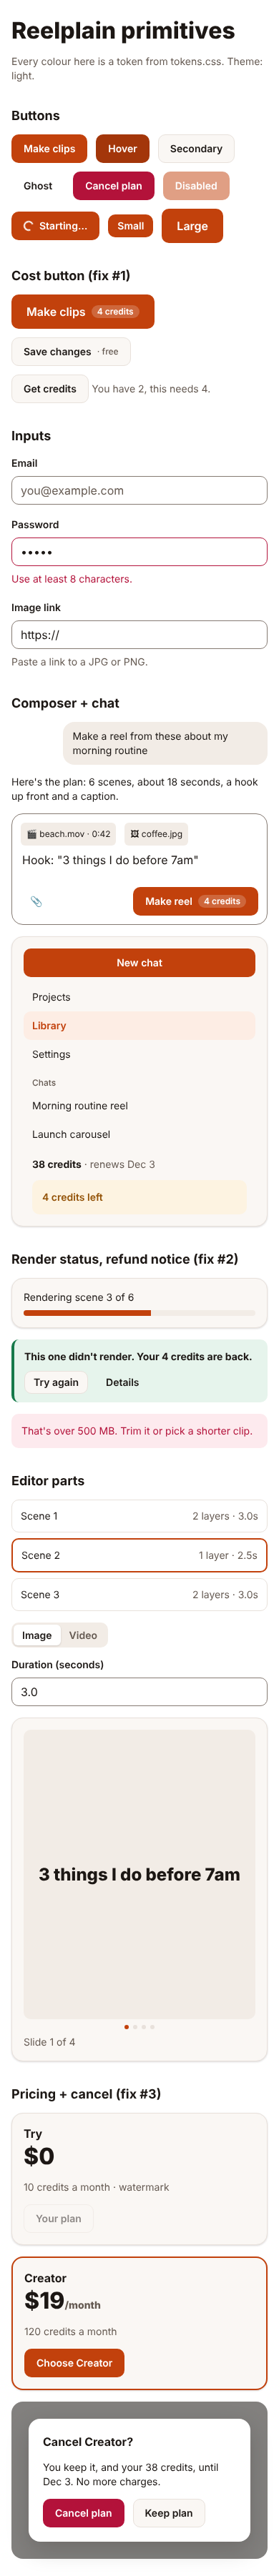 Reelplain primitives
Every colour here is a token from tokens.css. Theme:
light.
Buttons
Make clips
Hover
Secondary
Ghost
Cancel plan
Disabled
Starting...
Small
Large
Cost button (fix #1)
Make clips 4 credits
Save changes · free
Get credits You have 2, this needs 4.
Inputs
Email
you@example.com
Password
•••••
Use at least 8 characters.
Image link
https://
Paste a link to a JPG or PNG.
Composer + chat
Make a reel from these about my
morning routine
Here's the plan: 6 scenes, about 18 seconds, a hook
up front and a caption.
beach.mov · 0:42
coffee.jpg
Hook: "3 things I do before 7am"
Make reel 4 credits
New chat
Projects
Library
Settings
Chats
Morning routine reel
Launch carousel
38 credits · renews Dec 3
4 credits left
Render status, refund notice (fix #2)
Rendering scene 3 of 6
This one didn't render. Your 4 credits are back.
Try again
Details
That's over 500 MB. Trim it or pick a shorter clip.
Editor parts
Scene 1 2 layers · 3.0s
Scene 2 1 layer · 2.5s
Scene 3 2 layers · 3.0s
Image Video
Duration (seconds)
3.0
3 things I do before 7am
Slide 1 of 4
Pricing + cancel (fix #3)
Try
$0
10 credits a month · watermark
Your plan
Creator
$19/month
120 credits a month
Choose Creator
Cancel Creator?
You keep it, and your 38 credits, until
Dec 3. No more charges.
Cancel plan
Keep plan